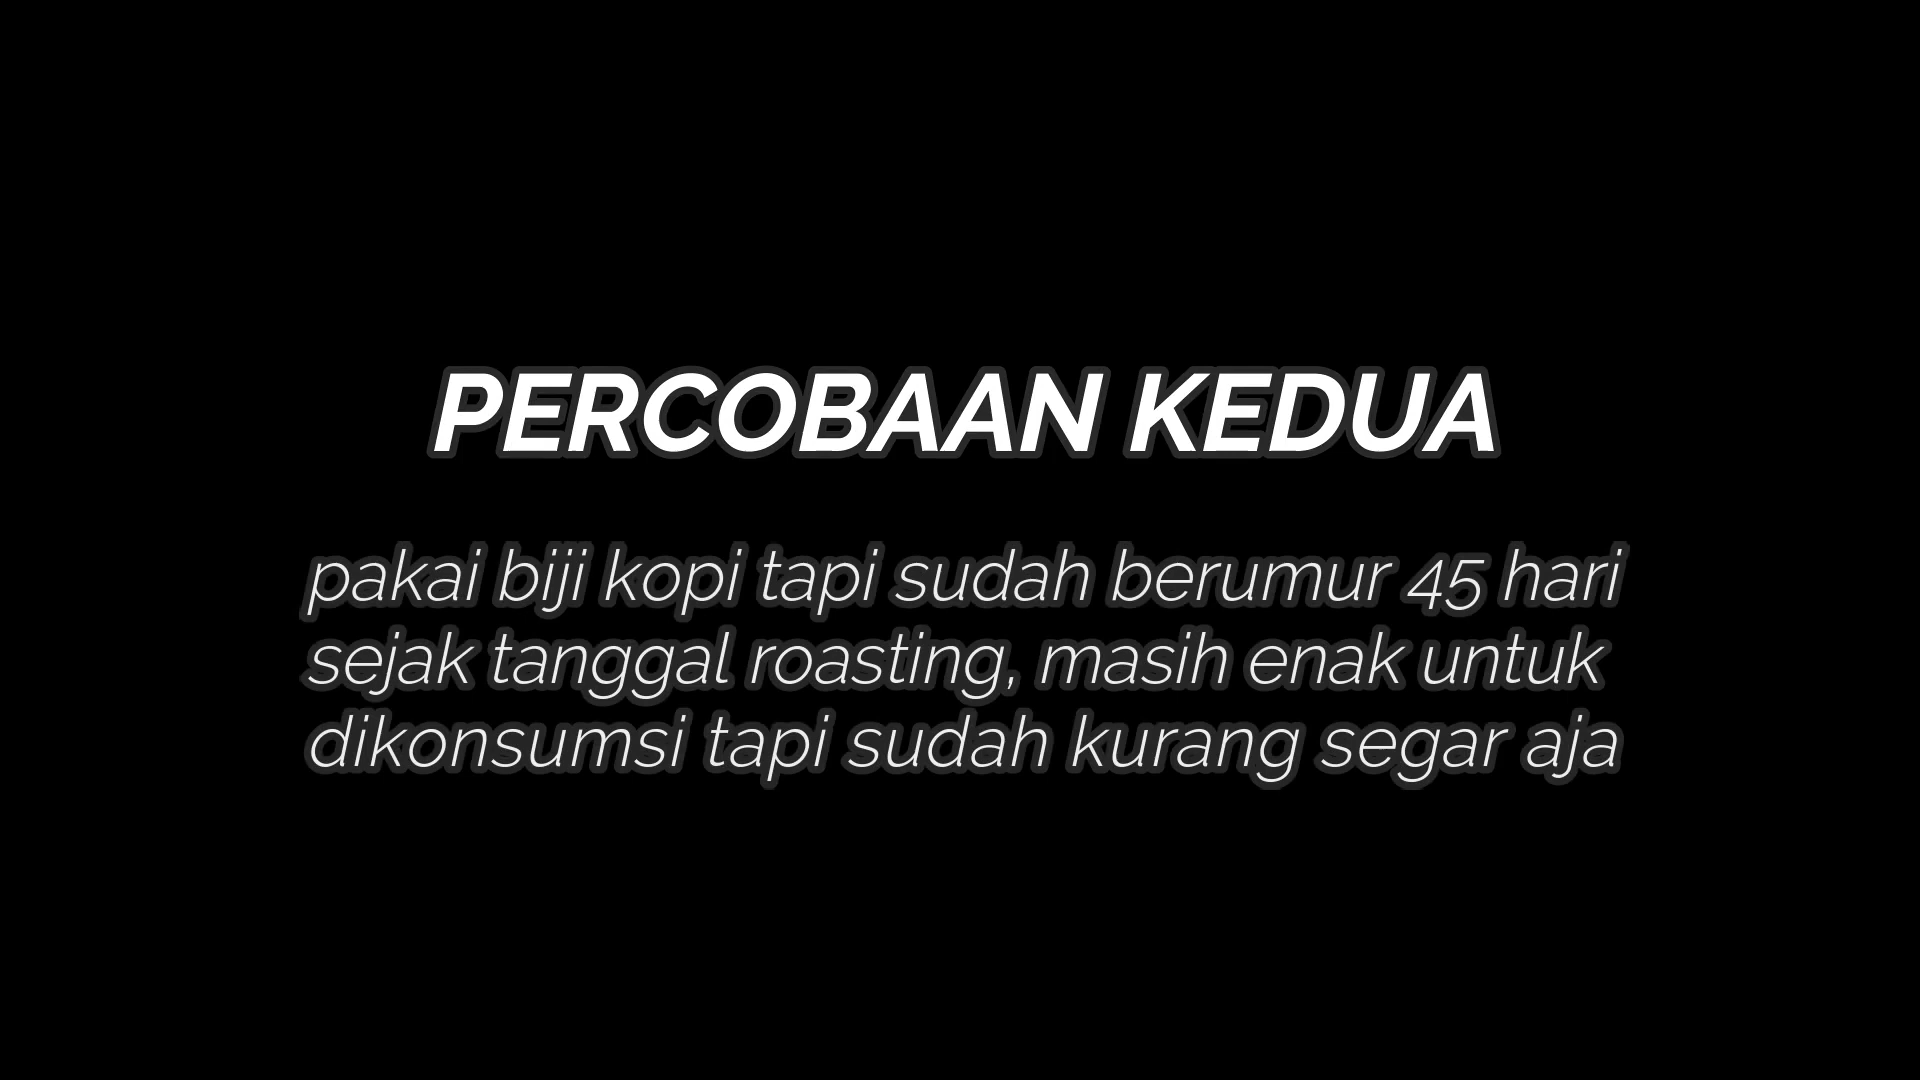 PERCOBAAN KEDUA
pakai biji kopi tapi sudah berumur 45 hari
sejak tanggal roasting, masih enak untuk
dikonsumsi tapi sudah kurang segar aja